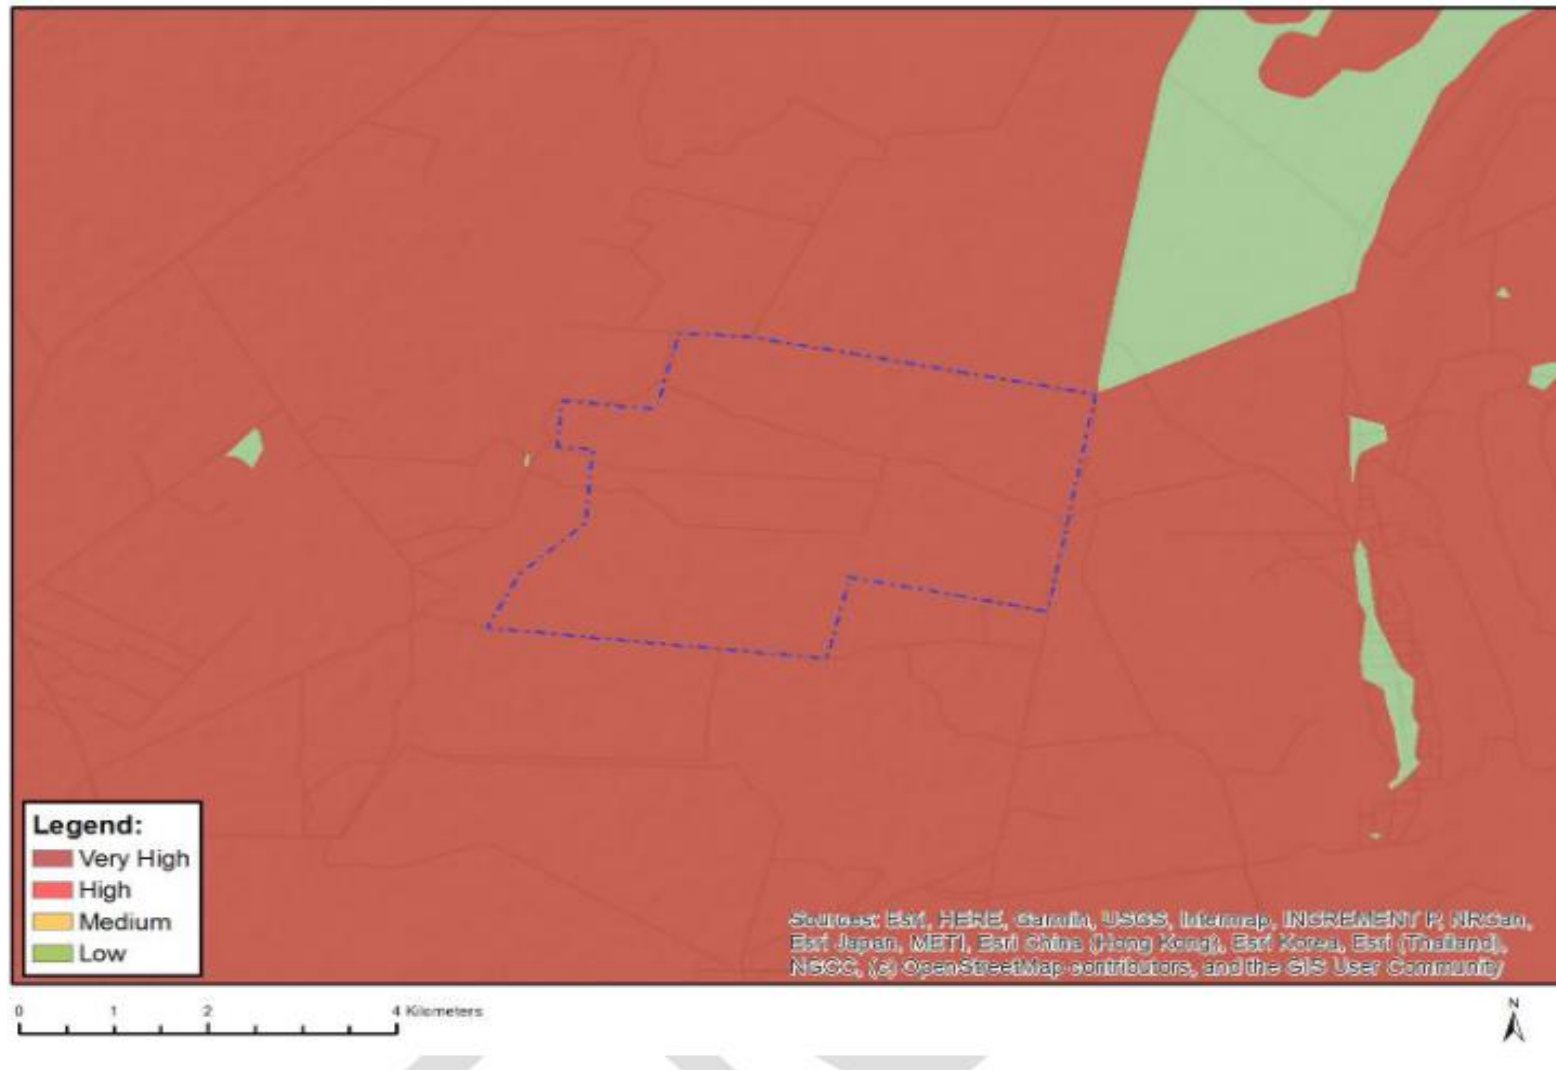 Legend:
Very High
High
Medium
Low
Sources: Esri, HERE, Garmin, USGS, Intermap, INCREMENT P, NRCan,
Esri Japan, METI, Esri China (Hong Kong), Esri Korea, Esri (Thailand),
NGCC, (c) OpenStreetMap contributors, and the GIS User Community
0 1 2 4 Kilometers
N